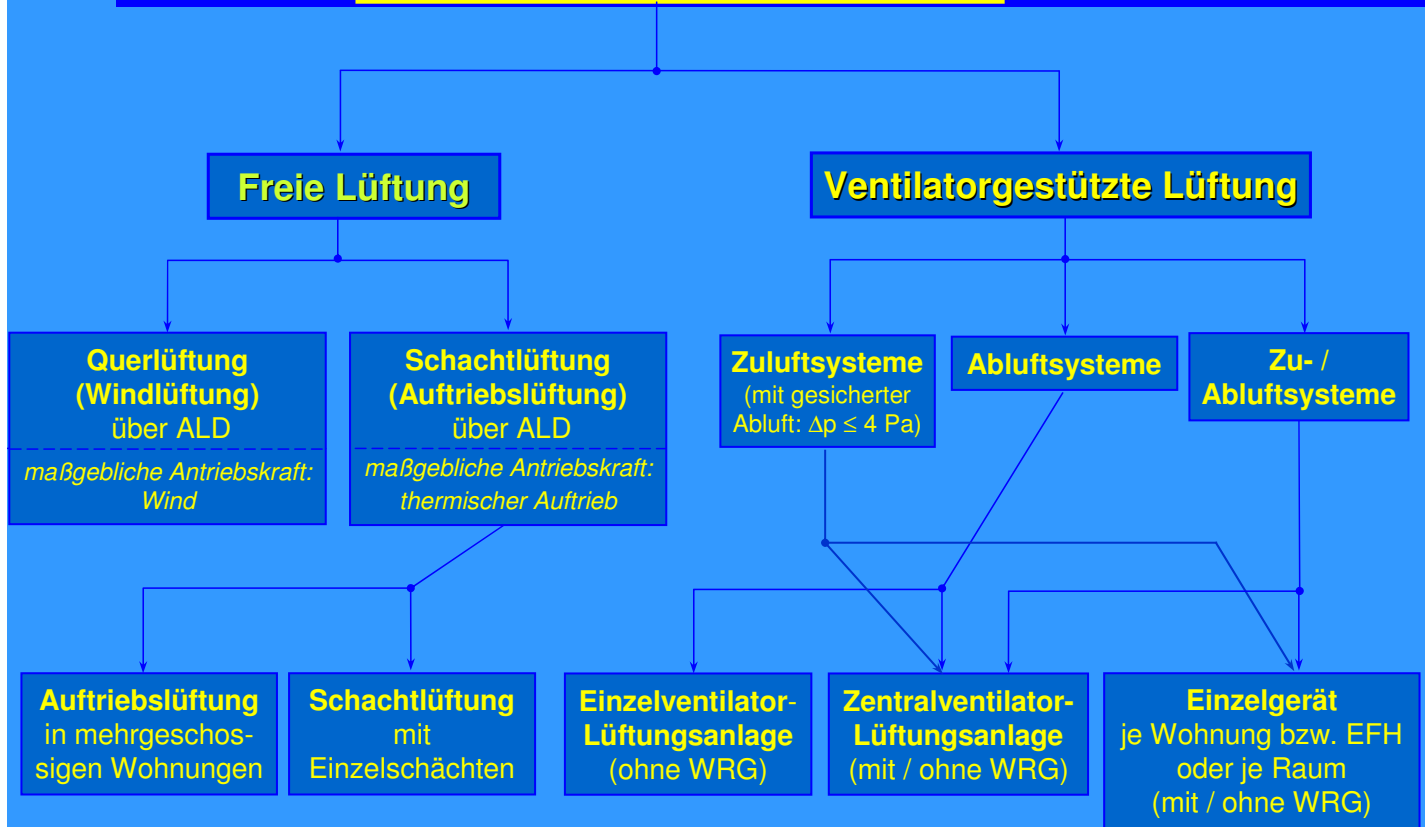 Freie Lüftung
Ventilatorgestützte Lüftung
Querlüftung
(Windlüftung)
über ALD
maßgebliche Antriebskraft:
Wind
Schachtlüftung
(Auftriebslüftung)
über ALD
maßgebliche Antriebskraft:
thermischer Auftrieb
Zuluftsysteme
(mit gesicherter
Abluft: Δp ≤ 4 Pa)
Abluftsysteme
Zu- /
Abluftsysteme
Auftriebslüftung
in mehrgeschos-
sigen Wohnungen
Schachtlüftung
mit
Einzelschächten
Einzelventilator-
Lüftungsanlage
(ohne WRG)
Zentralventilator-
Lüftungsanlage
(mit / ohne WRG)
Einzelgerät
je Wohnung bzw. EFH
oder je Raum
(mit / ohne WRG)